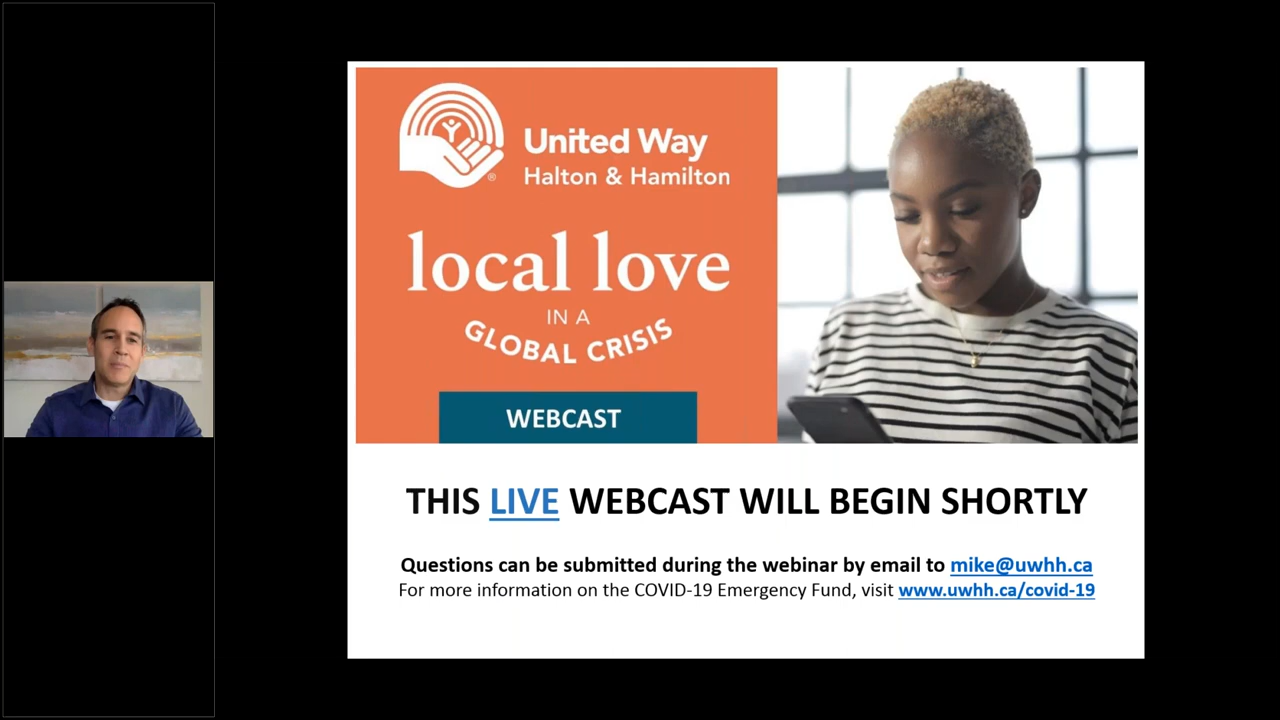 ®
United Way
Halton & Hamilton
local love
IN A
GLOBAL CRISIS
WEBCAST
THIS LIVE WEBCAST WILL BEGIN SHORTLY
Questions can be submitted during the webinar by email to mike@uwhh.ca
For more information on the COVID-19 Emergency Fund, visit www.uwhh.ca/covid-19